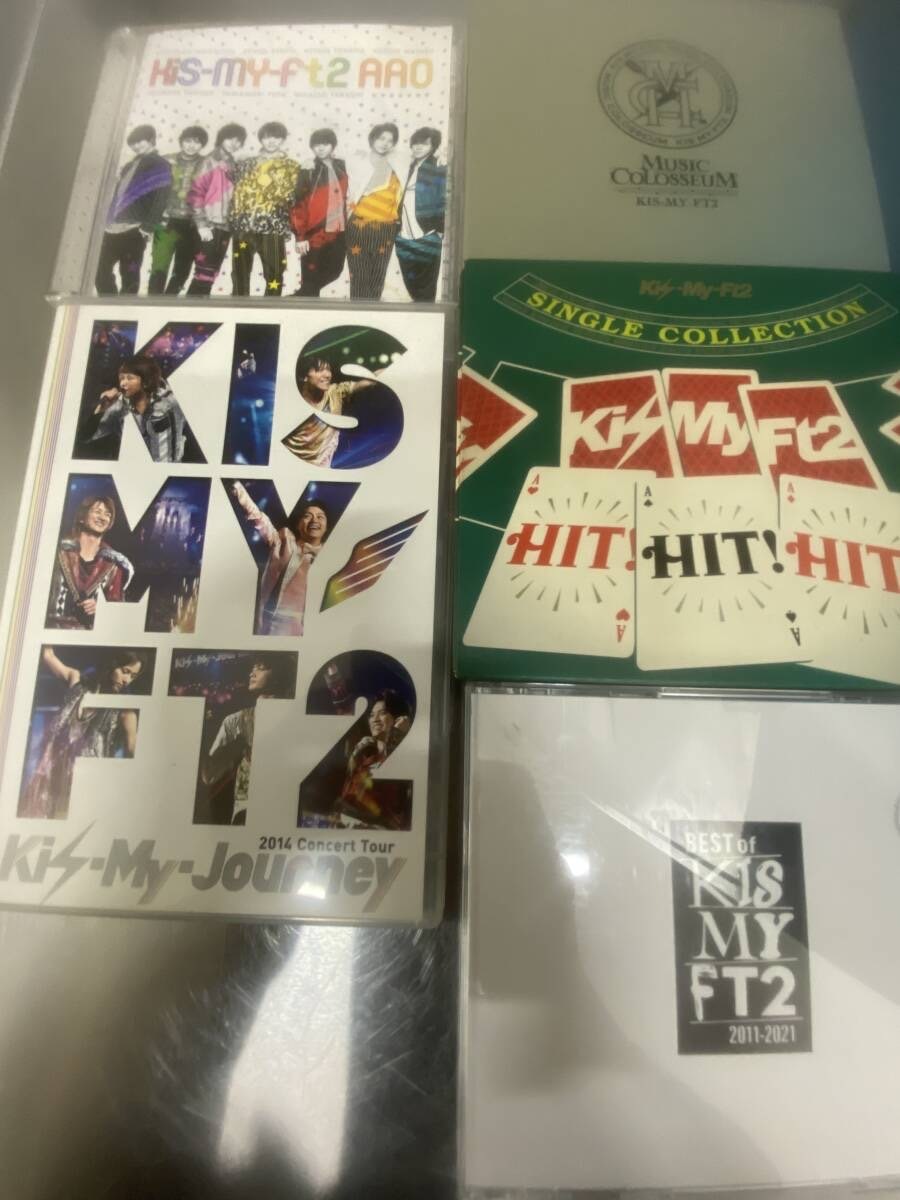 KiS-MY-Ft2 AAO
MUSIC
COLOSSEUM
KIS-MY-FT2
KIS
MY
FT2
2014 Concert Tour
Kis-My-Journey
Kis-My-Ft2
SINGLE COLLECTION
Kis My Ft2
A
HIT!
A
A
HIT!
A
HIT
BEST of
KIS
MY
FT2
2011-2021